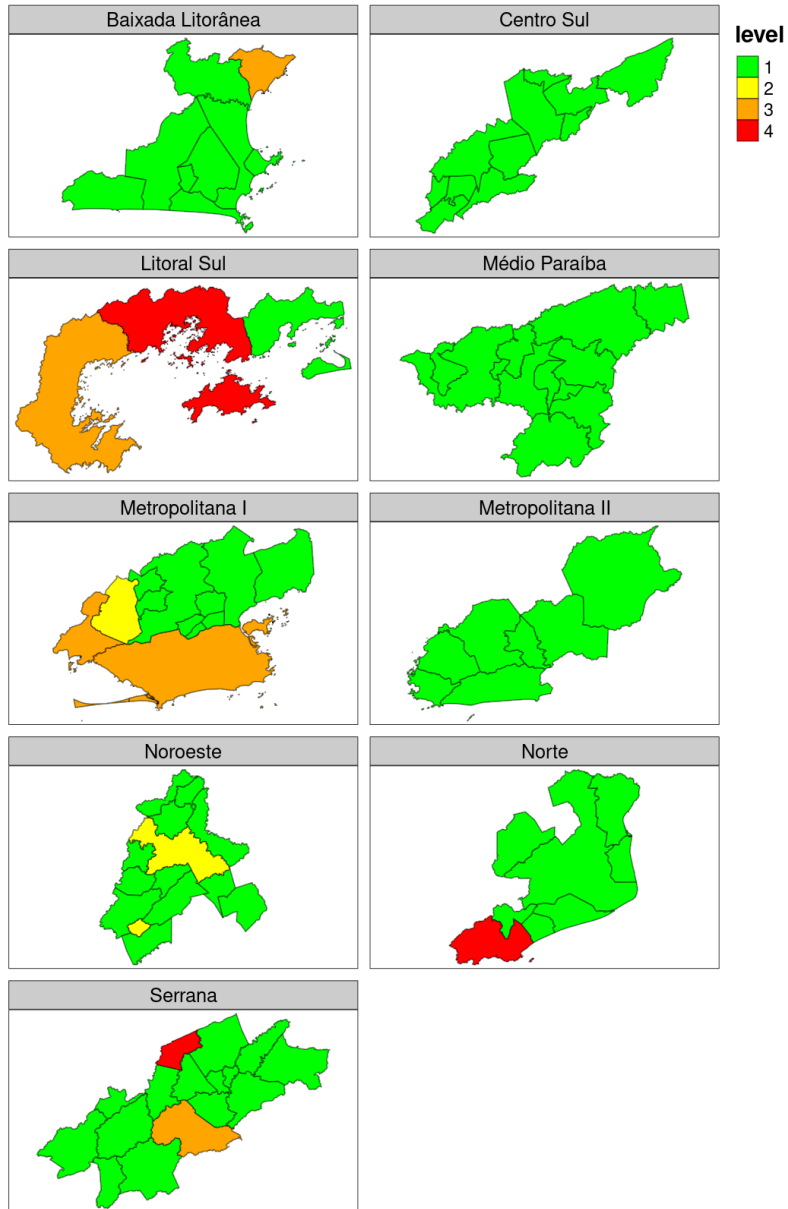 Baixada Litorânea
Centro Sul
level
1
2
3
4
Litoral Sul
Médio Paraíba
Metropolitana I
Metropolitana II
Noroeste
Norte
Serrana